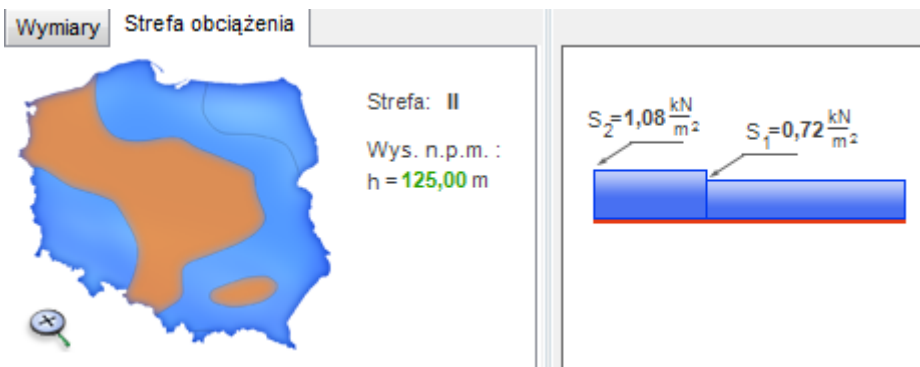 Wymiary
Strefa obciążenia
Strefa: II
Wys. n.p.m. :
h = 125,00 m
S2=1,08 kN/m2
S1=0,72 kN/m2